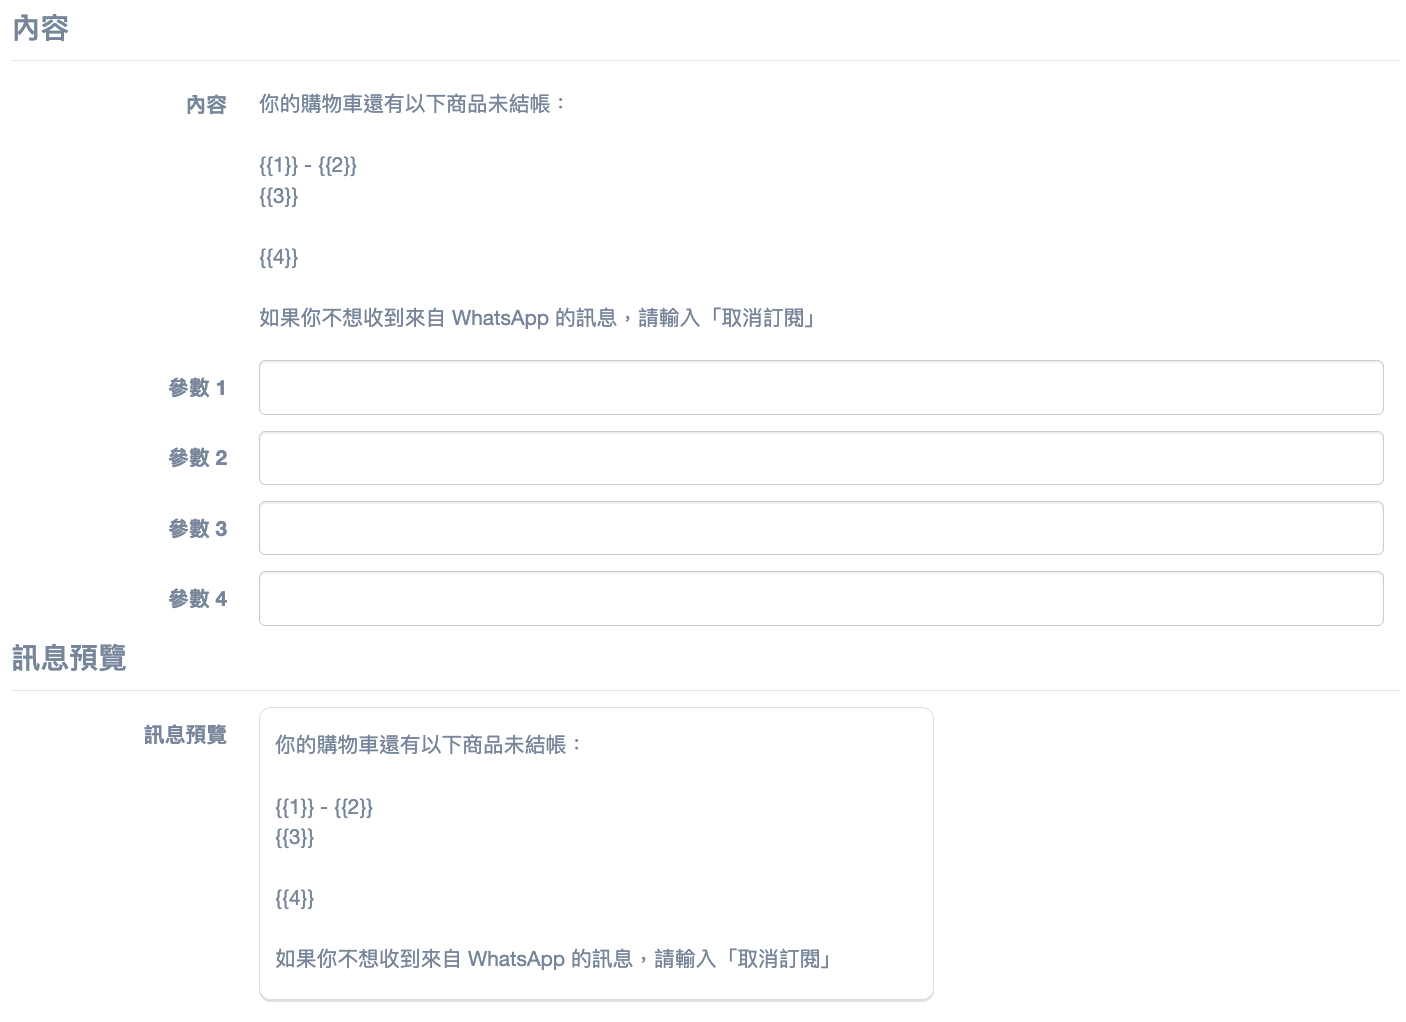 內容
內容
你的購物車還有以下商品未結帳：
{{1}} - {{2}}
{{3}}
{{4}}
如果你不想收到來自 WhatsApp 的訊息，請輸入「取消訂閱」
參數 1
參數 2
參數 3
參數 4
訊息預覽
訊息預覽
你的購物車還有以下商品未結帳：
{{1}} - {{2}}
{{3}}
{{4}}
如果你不想收到來自 WhatsApp 的訊息，請輸入「取消訂閱」